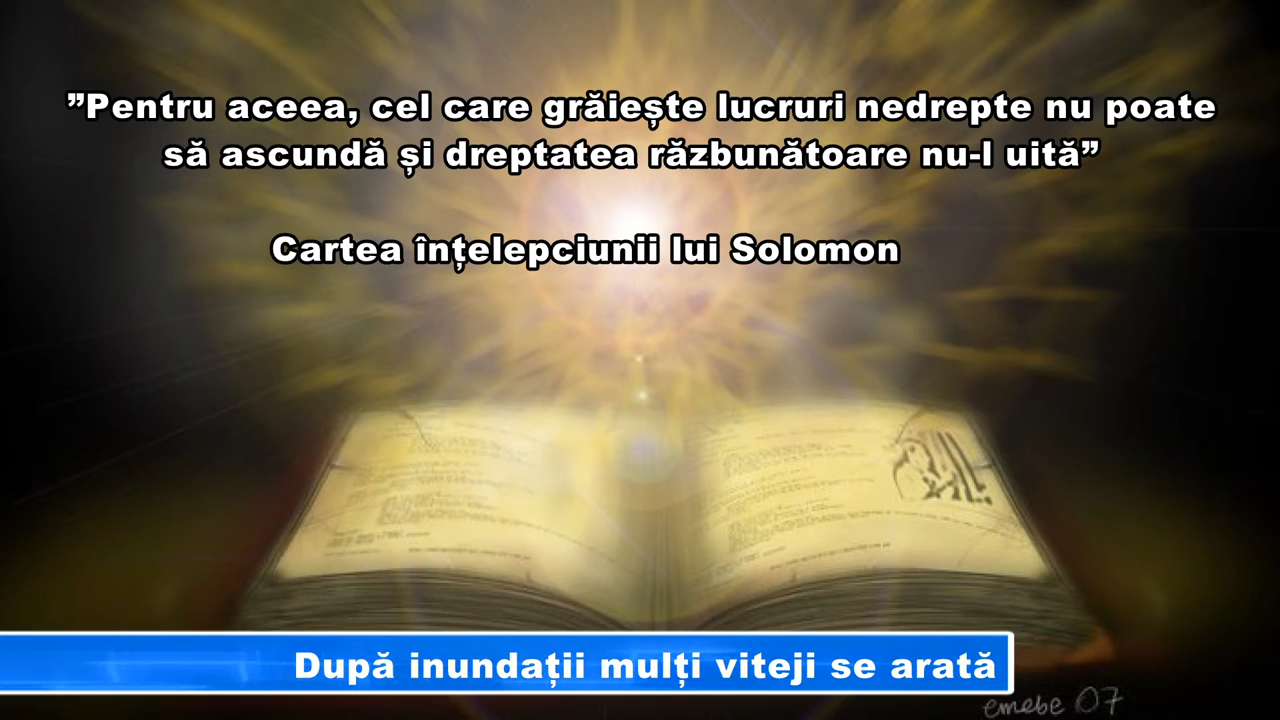 ”Pentru aceea, cel care grăiește lucruri nedrepte nu poate
să ascundă și dreptatea răzbunătoare nu-l uită”
Cartea înțelepciunii lui Solomon
După inundații mulți viteji se arată
emebe 07